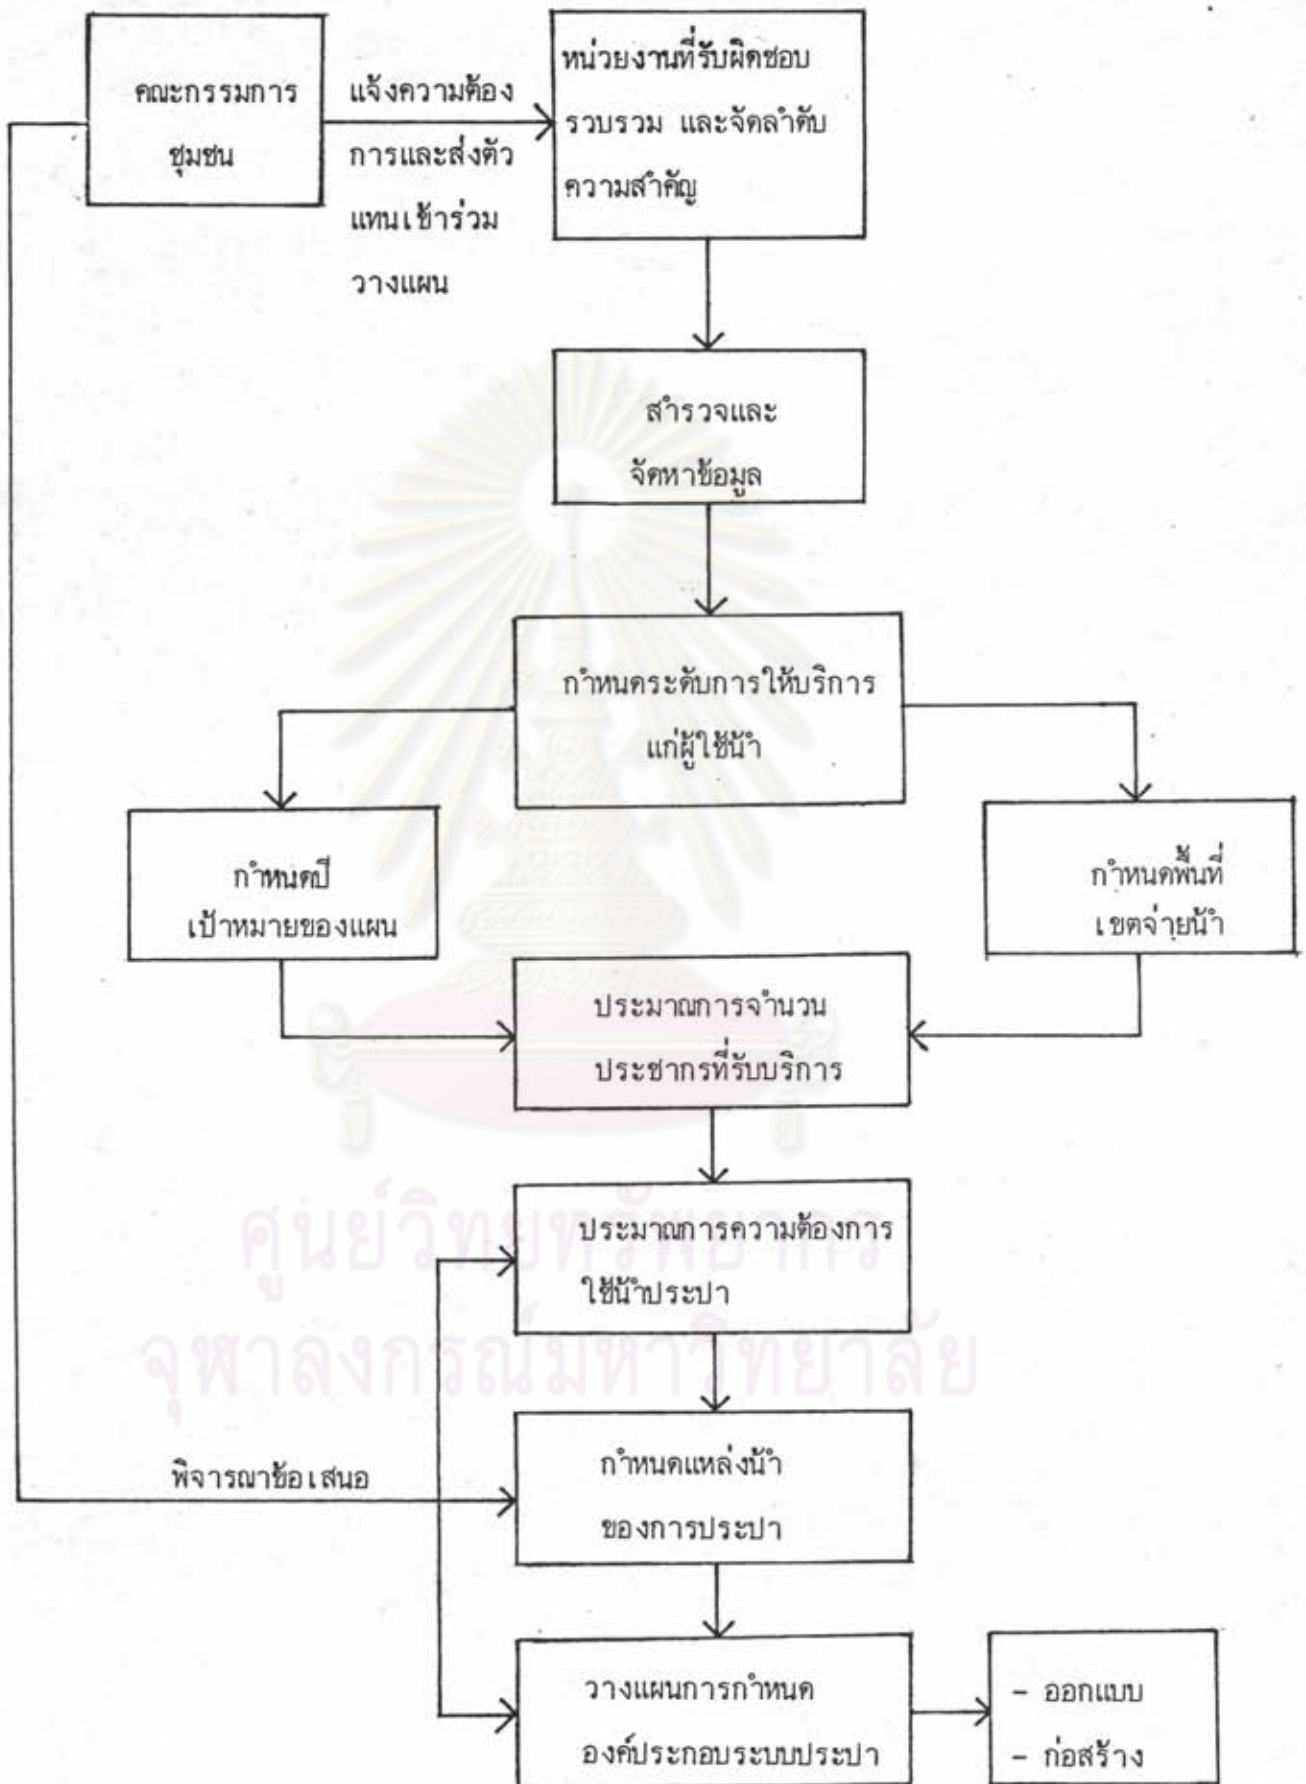 คณะกรรมการ
ชุมชน
แจ้งความต้อง
การและส่งตัว
แทนเข้าร่วม
วางแผน
หน่วยงานที่รับผิดชอบ
รวบรวม และจัดลำดับ
ความสำคัญ
สำรวจและ
จัดหาข้อมูล
กำหนดระดับการให้บริการ
แก่ผู้ใช้น้ำ
กำหนดปี
เป้าหมายของแผน
กำหนดพื้นที่
เขตจ่ายน้ำ
ประมาณการจำนวน
ประชากรที่รับบริการ
ประมาณการความต้องการ
ใช้น้ำประปา
ศูนย์วิทยทรัพยากร
จุฬาลงกรณ์มหาวิทยาลัย
พิจารณาข้อเสนอ
กำหนดแหล่งน้ำ
ของการประปา
วางแผนการกำหนด
องค์ประกอบระบบประปา
- ออกแบบ
- ก่อสร้าง